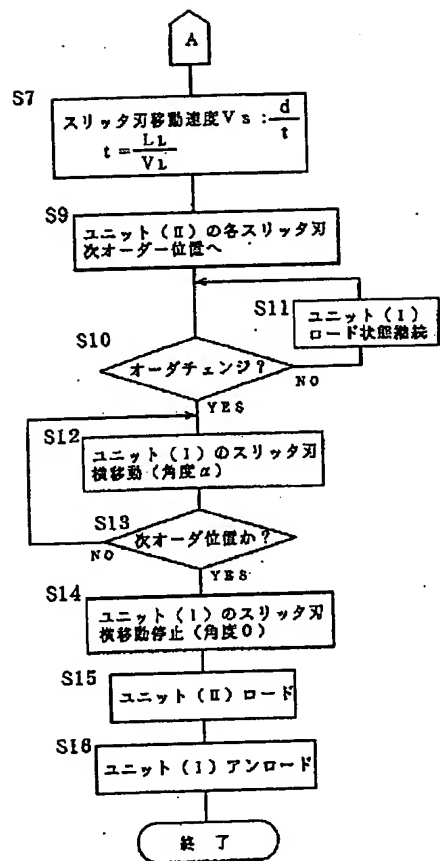 A
S7
スリッタ刃移動速度Vs:d/t
t=LL/VL
S9
ユニット(Ⅱ)の各スリッタ刃
次オーダー位置へ
S11
ユニット(Ⅰ)
ロード状態継続
S10
オーダチェンジ?
NO
YES
S12
ユニット(Ⅰ)のスリッタ刃
横移動(角度α)
S13
次オーダ位置か?
NO
YES
S14
ユニット(Ⅰ)のスリッタ刃
横移動停止(角度0)
S15
ユニット(Ⅱ)ロード
S16
ユニット(Ⅰ)アンロード
終了